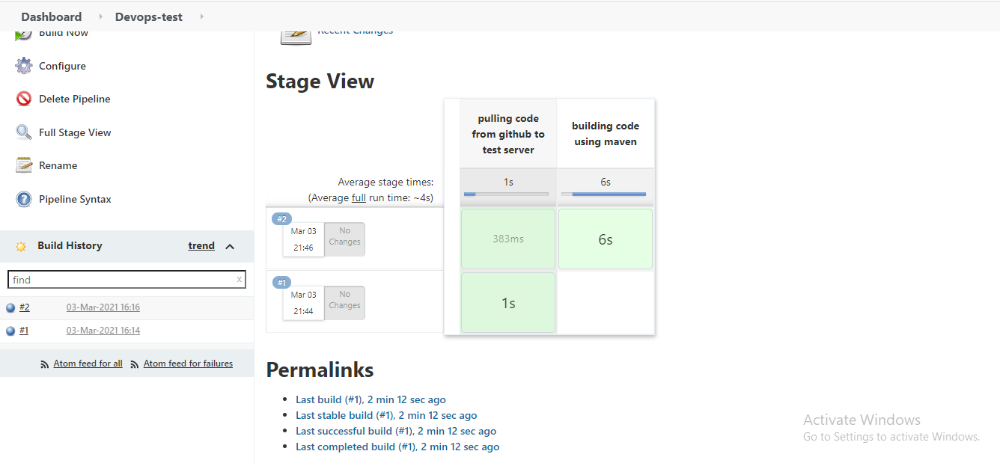 Dashboard
Devops-test
Build Now
Configure
Delete Pipeline
Full Stage View
Rename
Pipeline Syntax
Build History
trend
find
x
#2
03-Mar-2021 16:16
#1
03-Mar-2021 16:14
Atom feed for all
Atom feed for failures
Recent Changes
Stage View
pulling code
from github to
test server
building code
using maven
Average stage times:
(Average full run time: ~4s)
1s
6s
#2
Mar 03
21:46
No
Changes
383ms
6s
#1
Mar 03
21:44
No
Changes
1s
Permalinks
Last build (#1), 2 min 12 sec ago
Last stable build (#1), 2 min 12 sec ago
Last successful build (#1), 2 min 12 sec ago
Last completed build (#1), 2 min 12 sec ago
Activate Windows
Go to Settings to activate Windows.